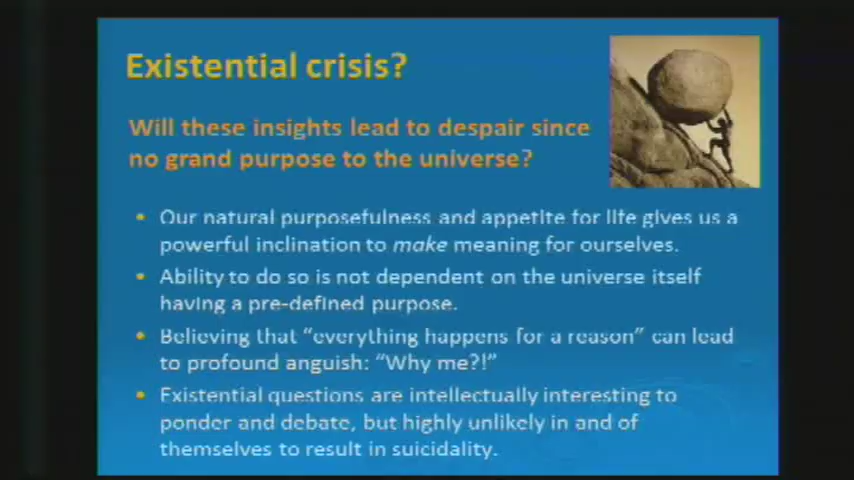 Existential crisis?
Will these insights lead to despair since
no grand purpose to the universe?
• Our natural purposefulness and appetite for life gives us a
powerful inclination to make meaning for ourselves.
• Ability to do so is not dependent on the universe itself
having a pre-defined purpose.
• Believing that “everything happens for a reason” can lead
to profound anguish: “Why me?!”
• Existential questions are intellectually interesting to
ponder and debate, but highly unlikely in and of
themselves to result in suicidality.